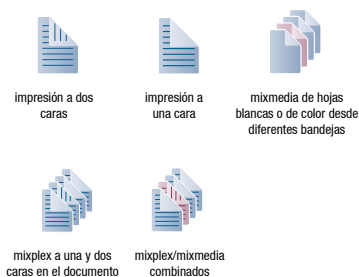 impresión a dos
caras
impresión a
una cara
mixmedia de hojas
blancas o de color desde
diferentes bandejas
mixplex a una y dos
caras en el documento
mixplex/mixmedia
combinados